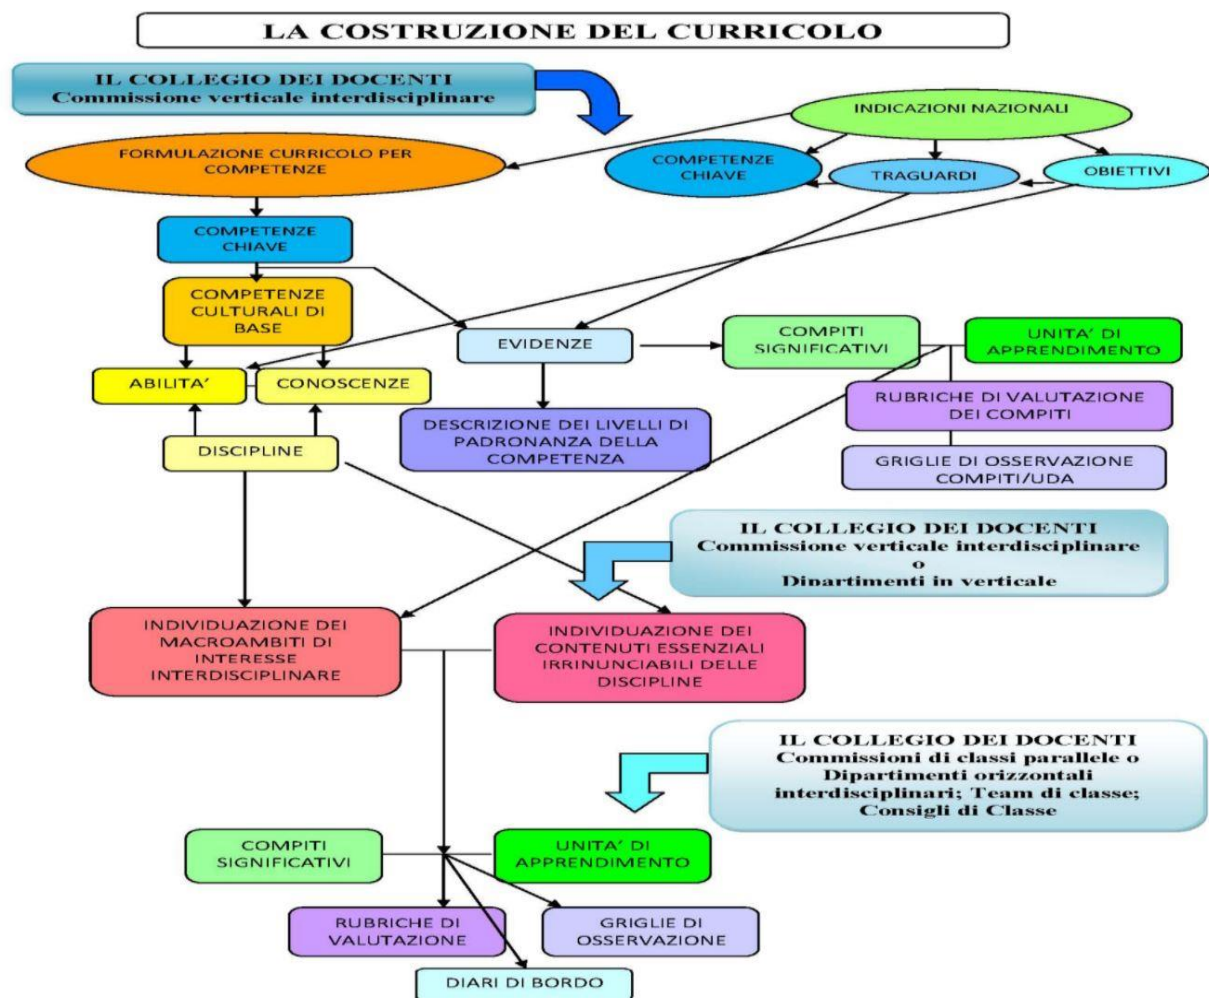 LA COSTRUZIONE DEL CURRICOLO
IL COLLEGIO DEI DOCENTI
Commissione verticale interdisciplinare
INDICAZIONI NAZIONALI
FORMULAZIONE CURRICOLO PER
COMPETENZE
COMPETENZE
CHIAVE
TRAGUARDI
OBIETTIVI
COMPETENZE
CHIAVE
COMPETENZE
CULTURALI DI
BASE
EVIDENZE
COMPITI
SIGNIFICATIVI
UNITA' DI
APPRENDIMENTO
ABILITA'
CONOSCENZE
RUBRICHE DI VALUTAZIONE
DEI COMPITI
DESCRIZIONE DEI LIVELLI DI
PADRONANZA DELLA
COMPETENZA
DISCIPLINE
GRIGLIE DI OSSERVAZIONE
COMPITI/UDA
IL COLLEGIO DEI DOCENTI
Commissione verticale interdisciplinare
o
Dipartimenti in verticale
INDIVIDUAZIONE DEI
MACROAMBITI DI
INTERESSE
INTERDISCIPLINARE
INDIVIDUAZIONE DEI
CONTENUTI ESSENZIALI
IRRINUNCIABILI DELLE
DISCIPLINE
IL COLLEGIO DEI DOCENTI
Commissioni di classi parallele o
Dipartimenti orizzontali
interdisciplinari; Team di classe;
Consigli di Classe
COMPITI
SIGNIFICATIVI
UNITA' DI
APPRENDIMENTO
RUBRICHE DI
VALUTAZIONE
GRIGLIE DI
OSSERVAZIONE
DIARI DI BORDO